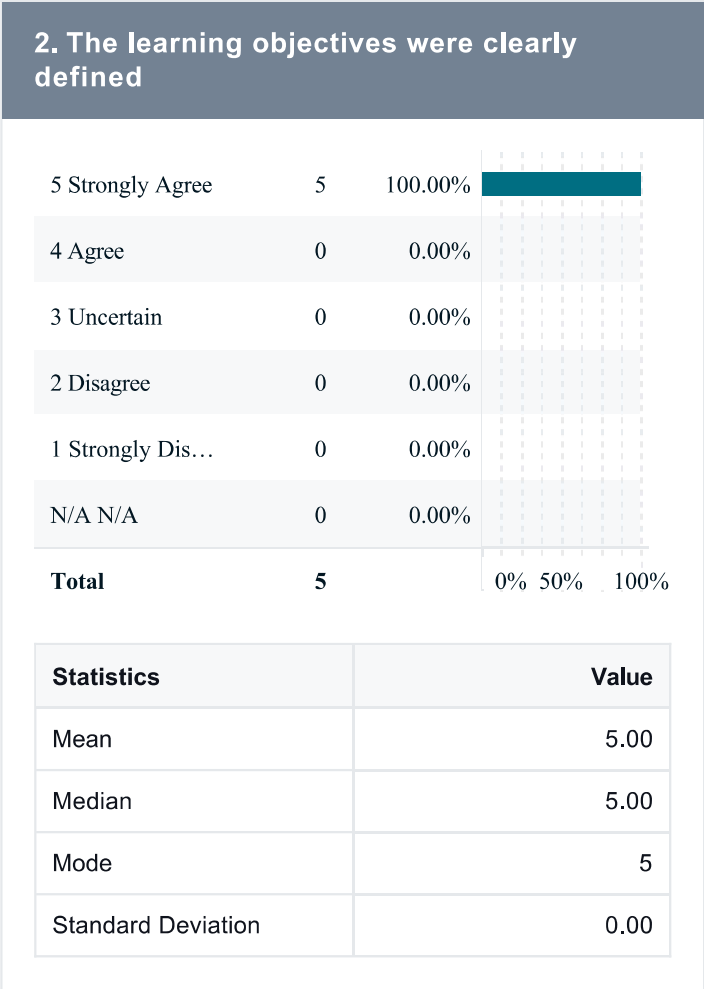 2. The learning objectives were clearly
defined
5 Strongly Agree 5 100.00%
4 Agree 0 0.00%
3 Uncertain 0 0.00%
2 Disagree 0 0.00%
1 Strongly Dis... 0 0.00%
N/A N/A 0 0.00%
Total 5 0% 50% 100%
Statistics Value
Mean 5.00
Median 5.00
Mode 5
Standard Deviation 0.00